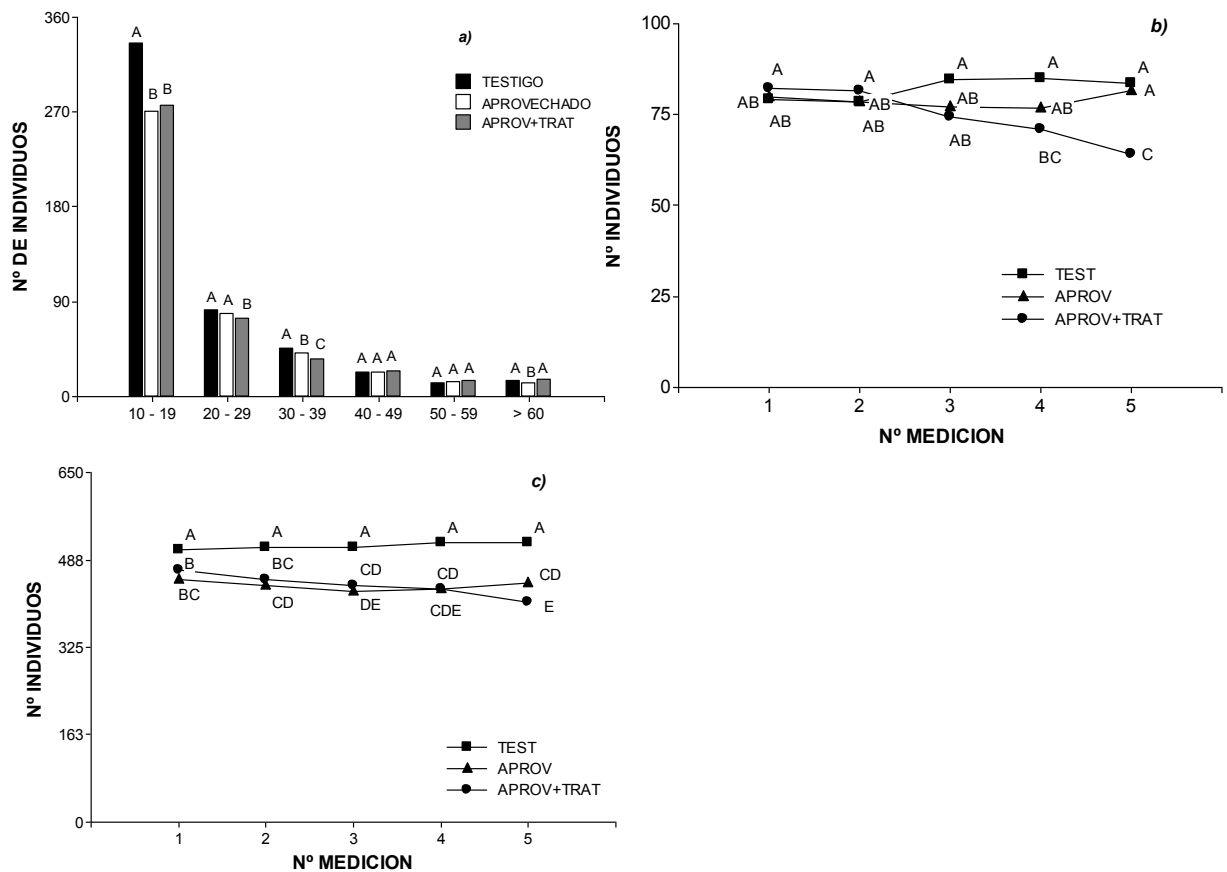 a)
Nº DE INDIVIDUOS
360
270
180
90
0
A
B B
A A B
A B C
A A A
A A A
A B A
TESTIGO
APROVECHADO
APROV+TRAT
10 - 19 20 - 29 30 - 39 40 - 49 50 - 59 > 60
b)
Nº INDIVIDUOS
100
75
50
25
0
A A A A A
AB AB AB AB A
AB AB AB BC C
TEST
APROV
APROV+TRAT
1 2 3 4 5
Nº MEDICION
c)
Nº INDIVIDUOS
650
488
325
163
0
A A A A A
B BC CD CD CD
BC CD DE CDE E
TEST
APROV
APROV+TRAT
1 2 3 4 5
Nº MEDICION